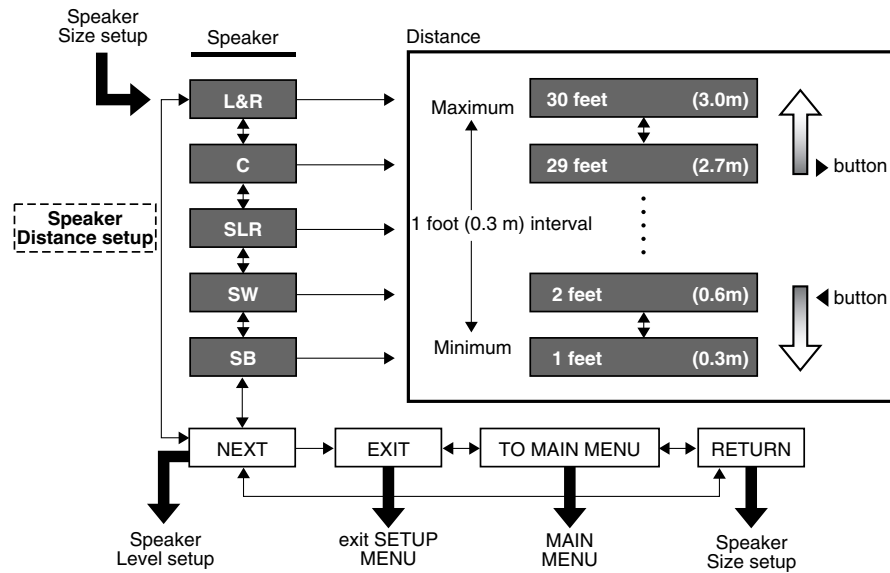 Speaker
Size setup
Speaker
Distance
L&R
C
SLR
SW
SB
Speaker
Distance setup
Maximum
1 foot (0.3 m) interval
Minimum
30 feet (3.0m)
29 feet (2.7m)
2 feet (0.6m)
1 feet (0.3m)
button
button
NEXT
EXIT
TO MAIN MENU
RETURN
Speaker
Level setup
exit SETUP
MENU
MAIN
MENU
Speaker
Size setup